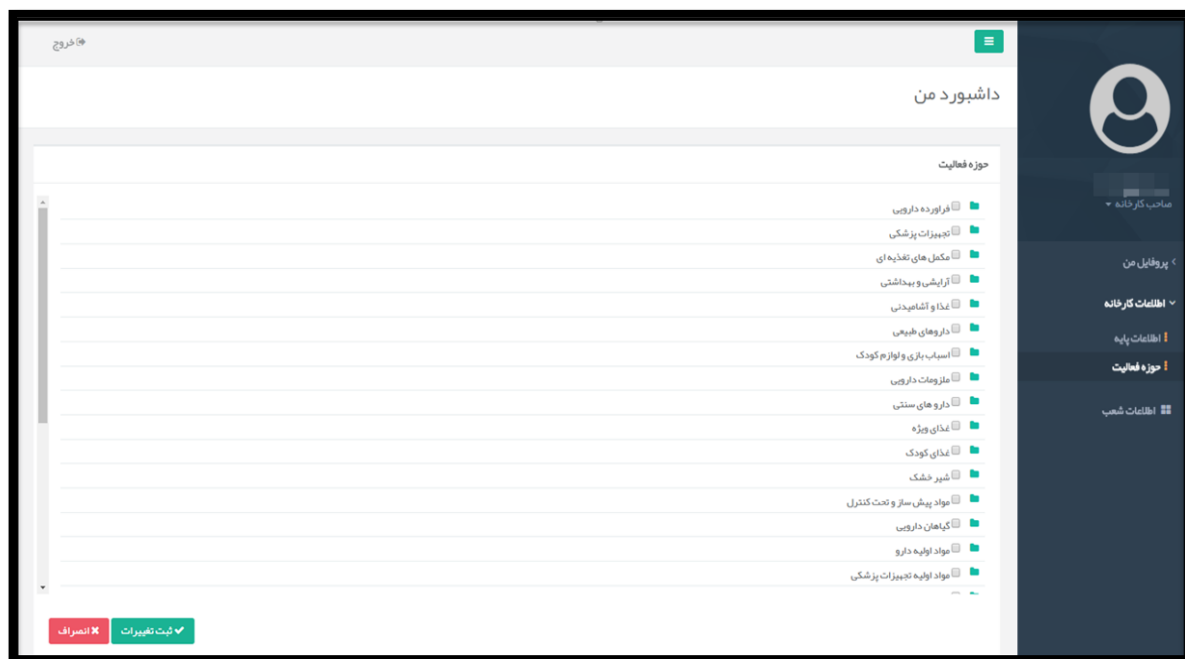 خروج
داشبورد من
صاحب کارخانه
پروفایل من
اطلاعات کارخانه
اطلاعات پایه
حوزه فعالیت
اطلاعات شعب
حوزه فعالیت
فراورده دارویی
تجهیزات پزشکی
مکمل های تغذیه ای
آرایشی و بهداشتی
غذا و آشامیدنی
داروهای طبیعی
اسباب بازی و لوازم کودک
ملزومات دارویی
دارو های سنتی
غذای ویژه
غذای کودک
شیر خشک
مواد پیش ساز و تحت کنترل
گیاهان دارویی
مواد اولیه دارو
مواد اولیه تجهیزات پزشکی
ثبت تغییرات
انصراف